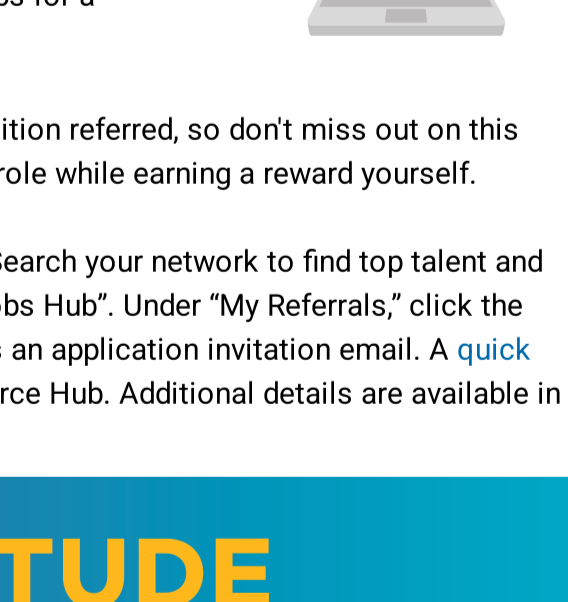 ition referred, so don't miss out on this
role while earning a reward yourself.
Search your network to find top talent and
bs Hub”. Under “My Referrals,” click the
s an application invitation email. A quick
rce Hub. Additional details are available in
TUDE